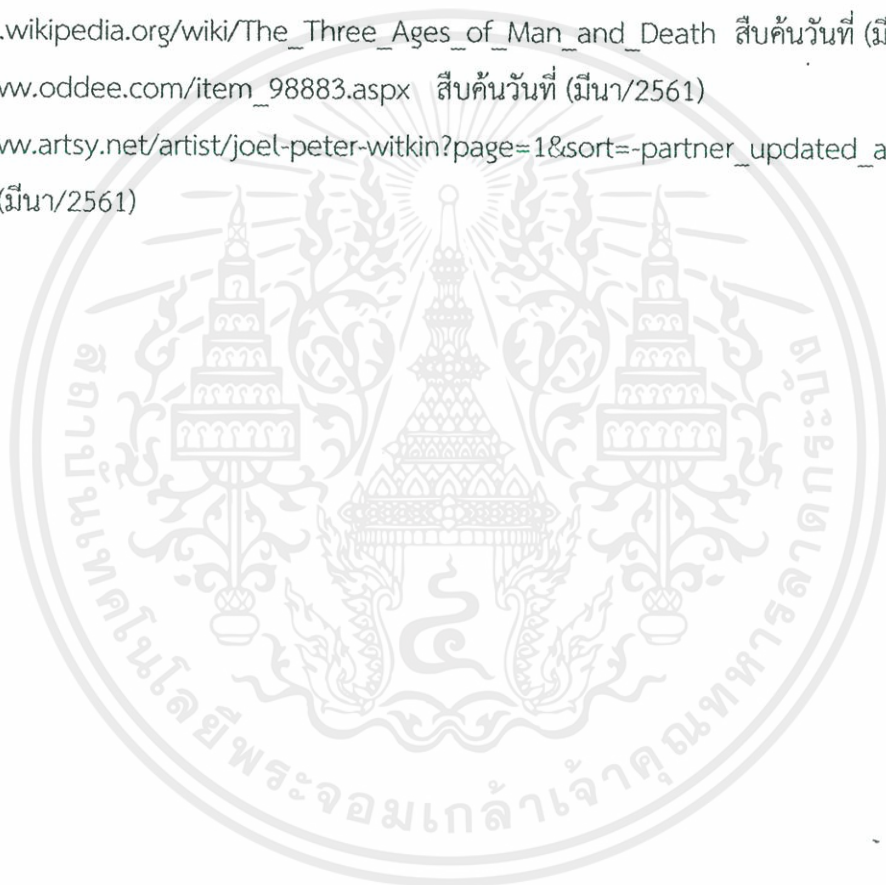 .wikipedia.org/wiki/The_Three_Ages_of_Man_and_Death สืบค้นวันที่ (มี
ww.oddee.com/item_98883.aspx สืบค้นวันที่ (มีนา/2561)
ww.artsy.net/artist/joel-peter-witkin?page=1&sort=-partner_updated_a
(มีนา/2561)
สถาบันเทคโนโลยีพระจอมเกล้าเจ้าคุณทหารลาดกระบัง
๔